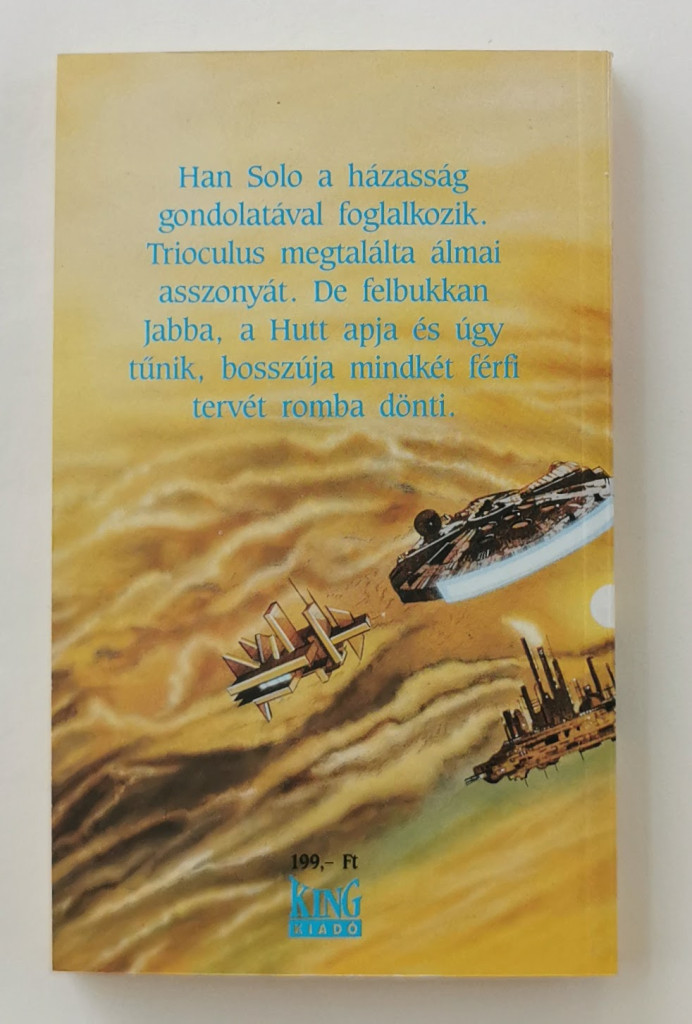 Han Solo a házasság
gondolatával foglalkozik.
Trioculus megtalálta álmai
asszonyát. De felbukkan
Jabba, a Hutt apja és úgy
tűnik, bosszúja mindkét férfi
tervét romba dönti.
199,– Ft
KING
KIADÓ